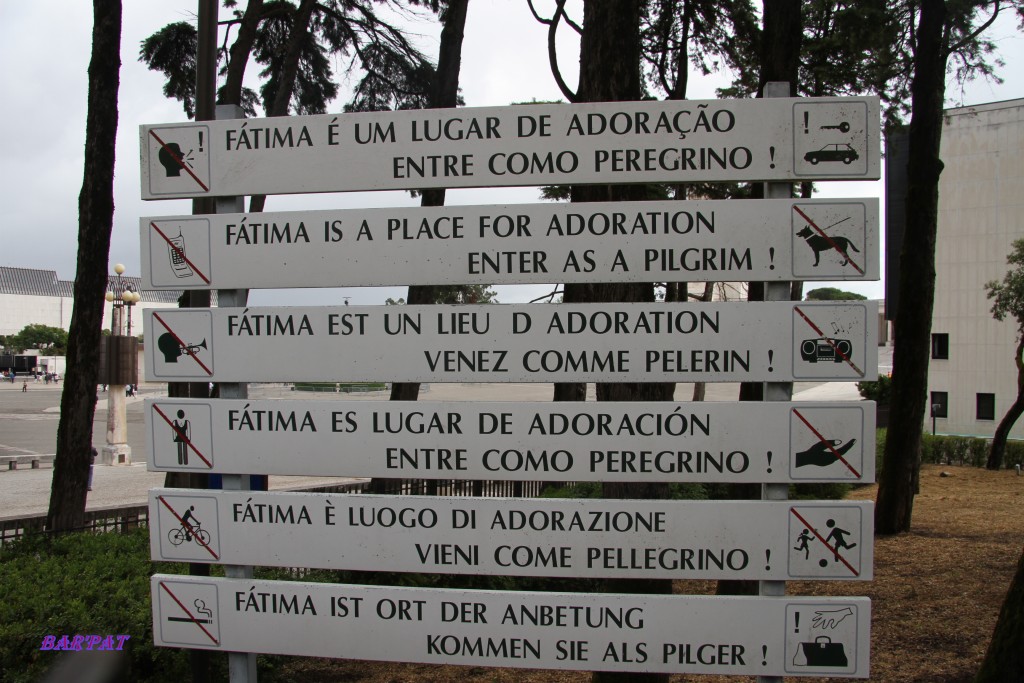 FÁTIMA É UM LUGAR DE ADORAÇÃO
ENTRE COMO PEREGRINO !
FÁTIMA IS A PLACE FOR ADORATION
ENTER AS A PILGRIM !
FÁTIMA EST UN LIEU D ADORATION
VENEZ COMME PELERIN !
FÁTIMA ES LUGAR DE ADORACIÓN
ENTRE COMO PEREGRINO !
FÁTIMA È LUOGO DI ADORAZIONE
VIENI COME PELLEGRINO !
FÁTIMA IST ORT DER ANBETUNG
KOMMEN SIE ALS PILGER !
BARPAT